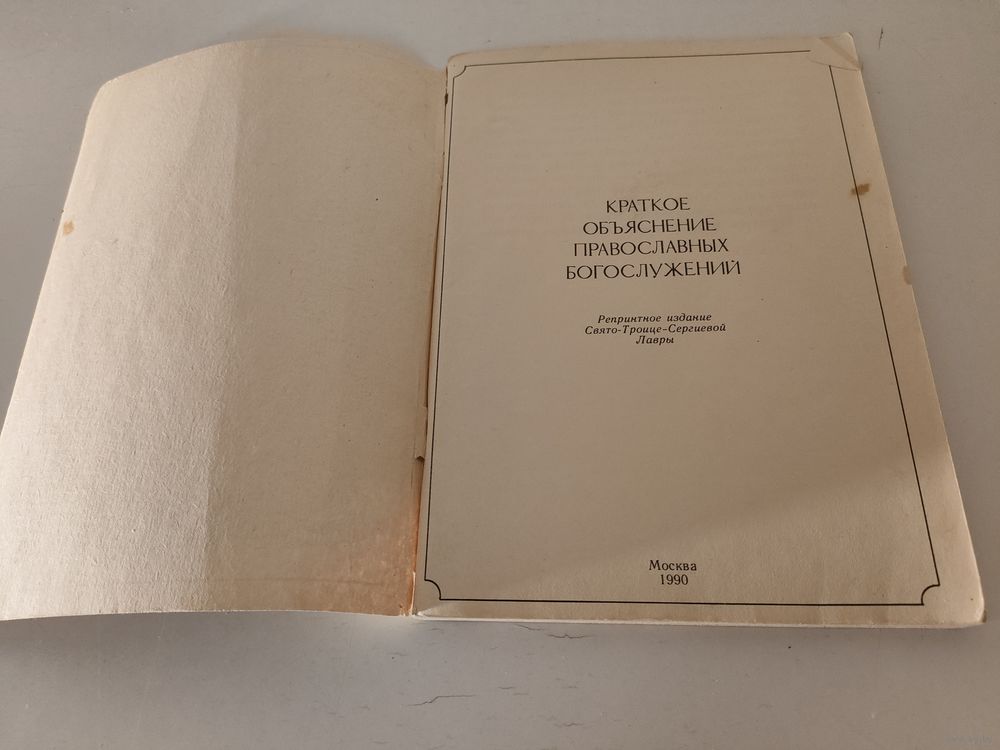 КРАТКОЕ
ОБЪЯСНЕНИЕ
ПРАВОСЛАВНЫХ
БОГОСЛУЖЕНИЙ
Репринтное издание
Свято-Троице-Сергиевой
Лавры
Москва
1990